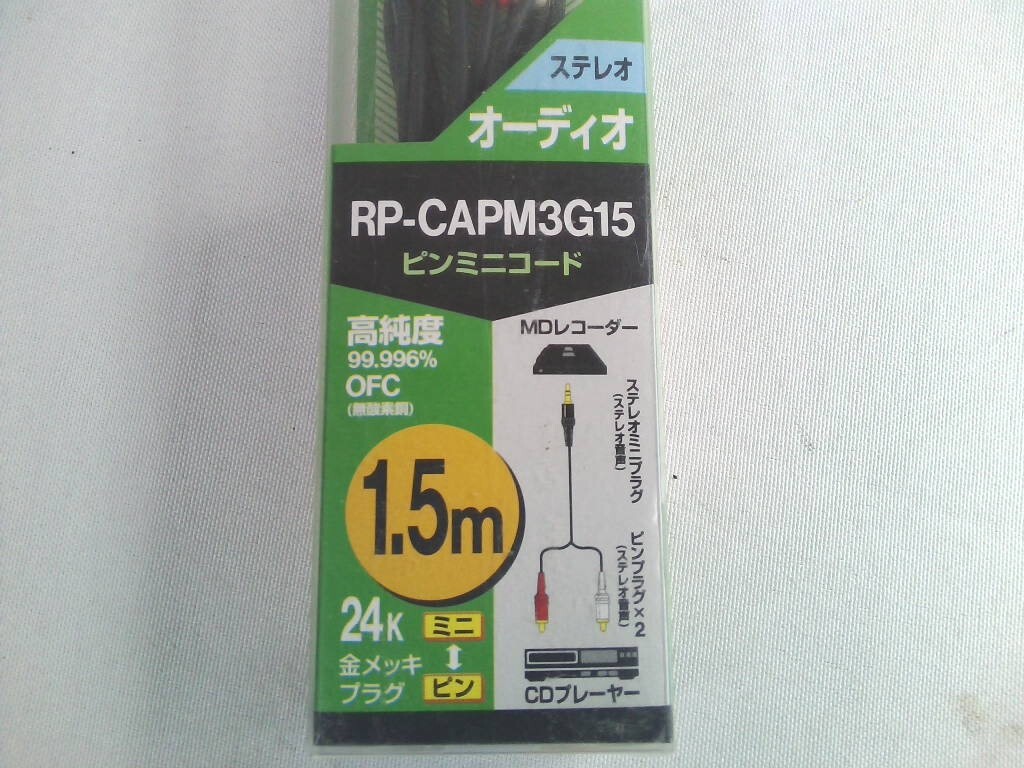 ステレオ
オーディオ
RP-CAPM3G15
ピンミニコード
高純度
99.996%
OFC
(無酸素銅)
1.5m
24K
金メッキ
プラグ
ミニ
ピン
MDレコーダー
ステレオミニプラグ
(ステレオ音声)
ピンプラグ×2
(ステレオ音声)
CDプレーヤー